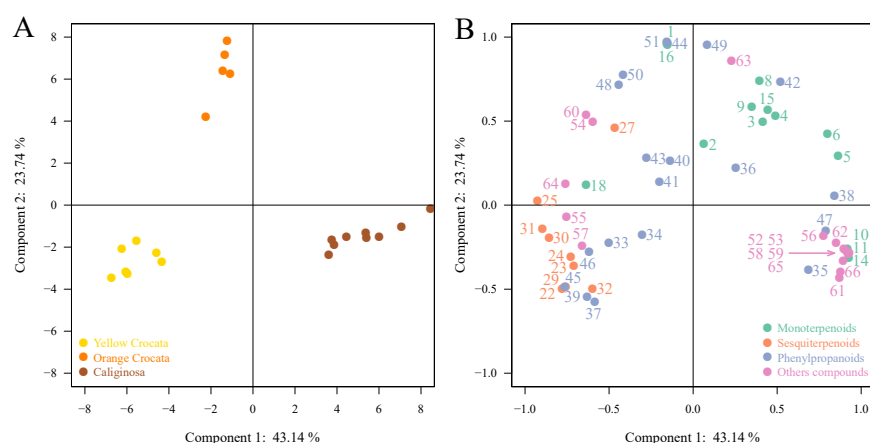 A
8
6
4
2
0
−2
−4
−6
−8
Component 2: 23.74 %
Yellow Crocata
Orange Crocata
Caliginosa
−8 −6 −4 −2 0 2 4 6 8
Component 1: 43.14 %
B
1.0
0.5
0.0
−0.5
−1.0
Component 2: 23.74 %
1
51 44 49
16
63
50
48 8 42
15
60 9 4
54 27 3
6
2
43 40 5
41 36
64 18 38
25
55 47
31 57 34 62 10
30 33 56 52 53 11
24 58 59 14
23 46 65 66
29 45 35 61
22 39 32
37
Monoterpenoids
Sesquiterpenoids
Phenylpropanoids
Others compounds
−1.0 −0.5 0.0 0.5 1.0
Component 1: 43.14 %